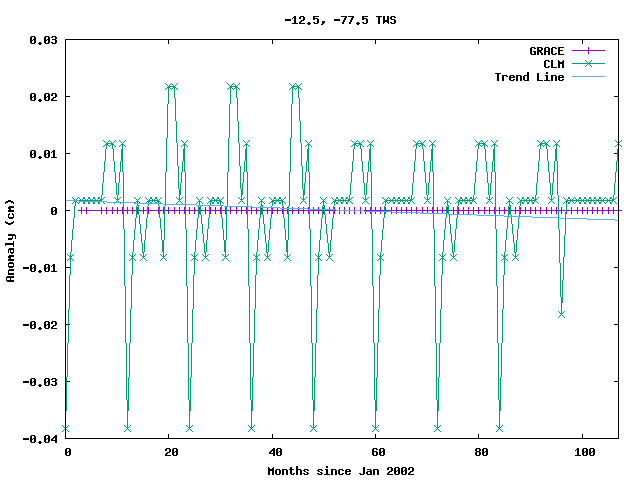 -12.5, -77.5 TWS
GRACE
CLM
Trend Line
0.03
0.02
0.01
0
-0.01
-0.02
-0.03
-0.04
Anomaly (cm)
0 20 40 60 80 100
Months since Jan 2002